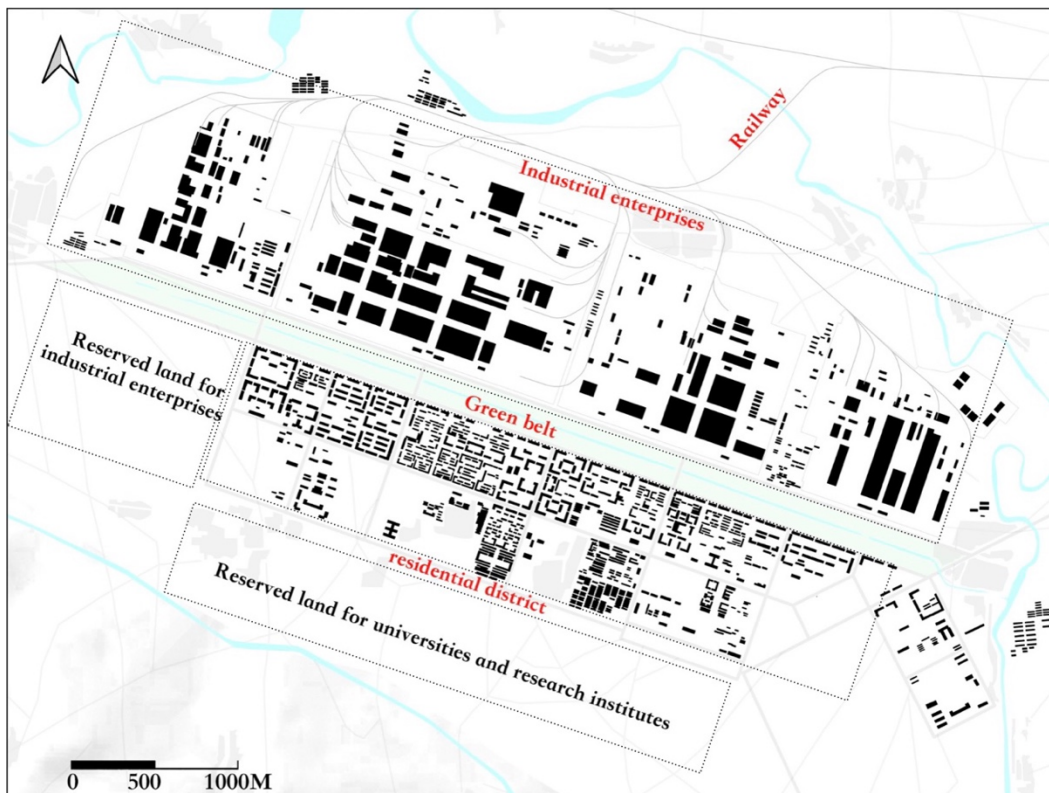 Railway
Industrial enterprises
Reserved land for
industrial enterprises
Green belt
residential district
Reserved land for universities and research institutes
0 500 1000M